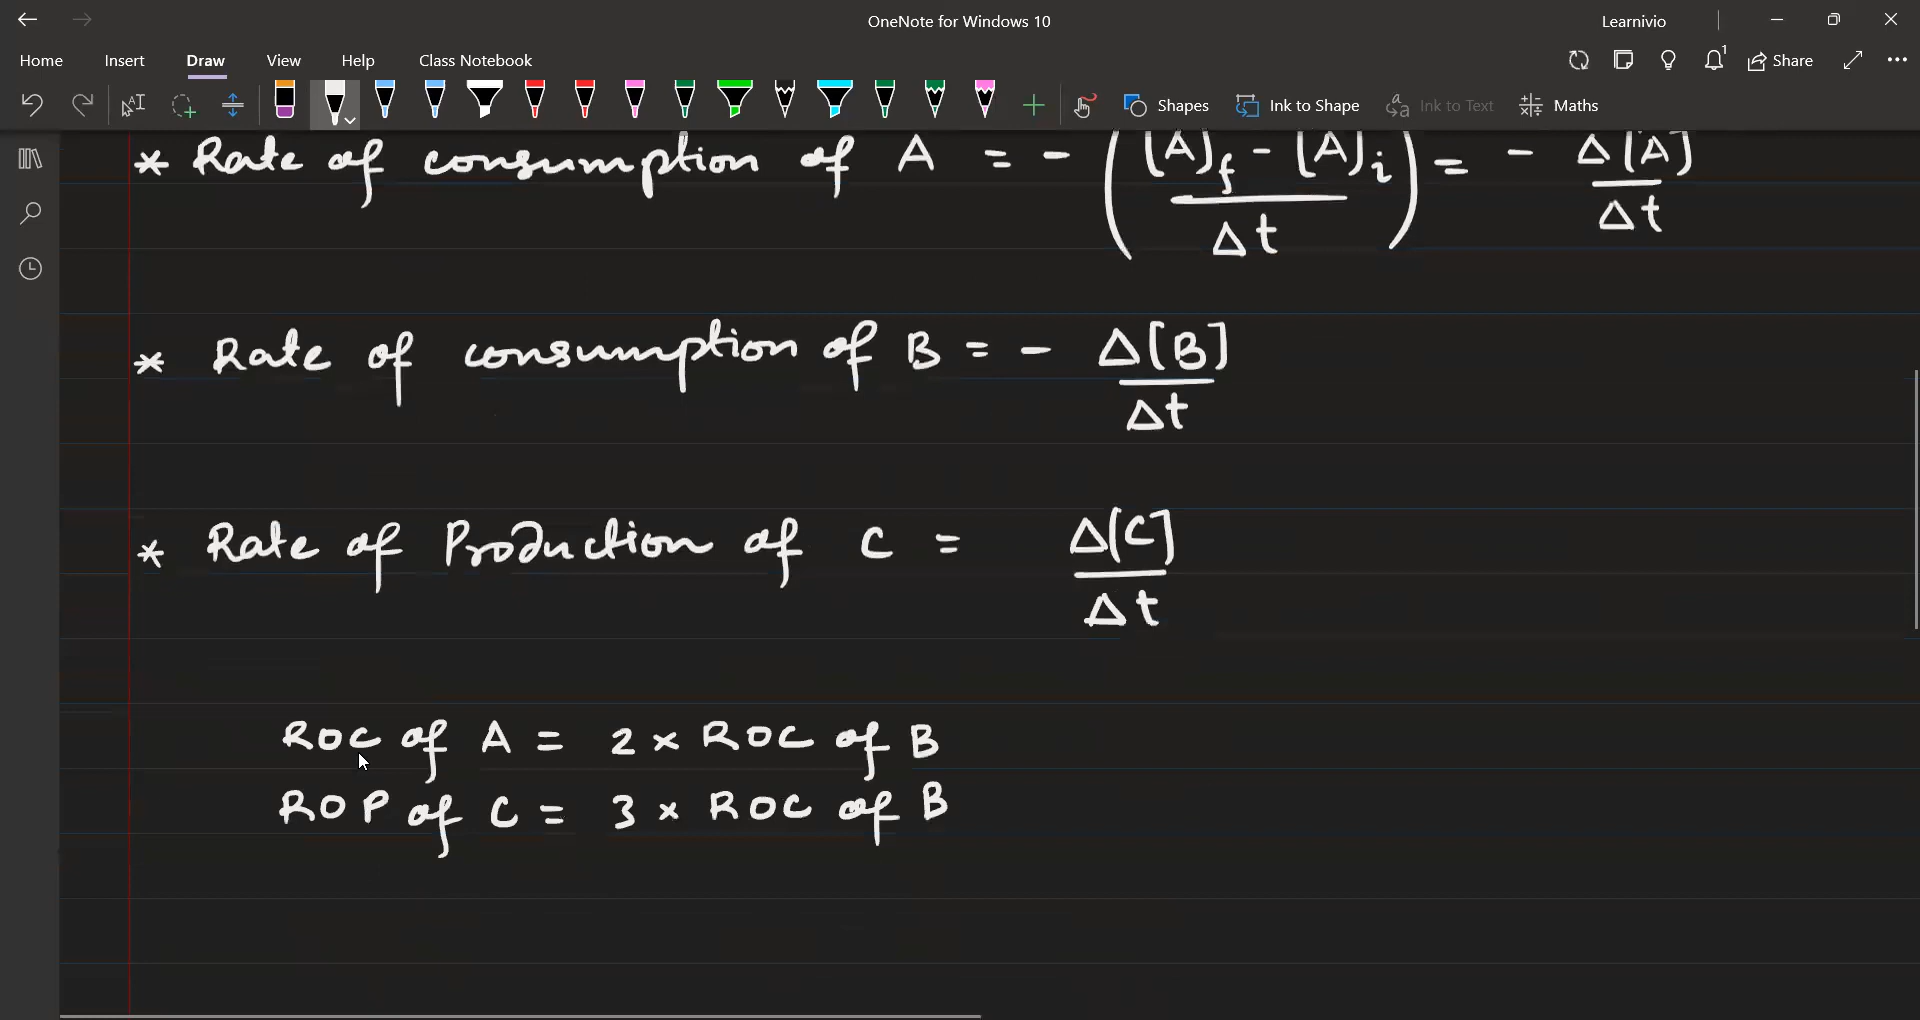 OneNote for Windows 10
Learnivio
Home Insert Draw View Help Class Notebook
1
Share
Shapes Ink to Shape Ink to Text Maths
* Rate of consumption of A = - ([A]f - [A]i / Δt) = - Δ[A] / Δt
* Rate of consumption of B = - Δ[B] / Δt
* Rate of Production of C = Δ[C] / Δt
ROC of A = 2 × ROC of B
ROP of C = 3 × ROC of B